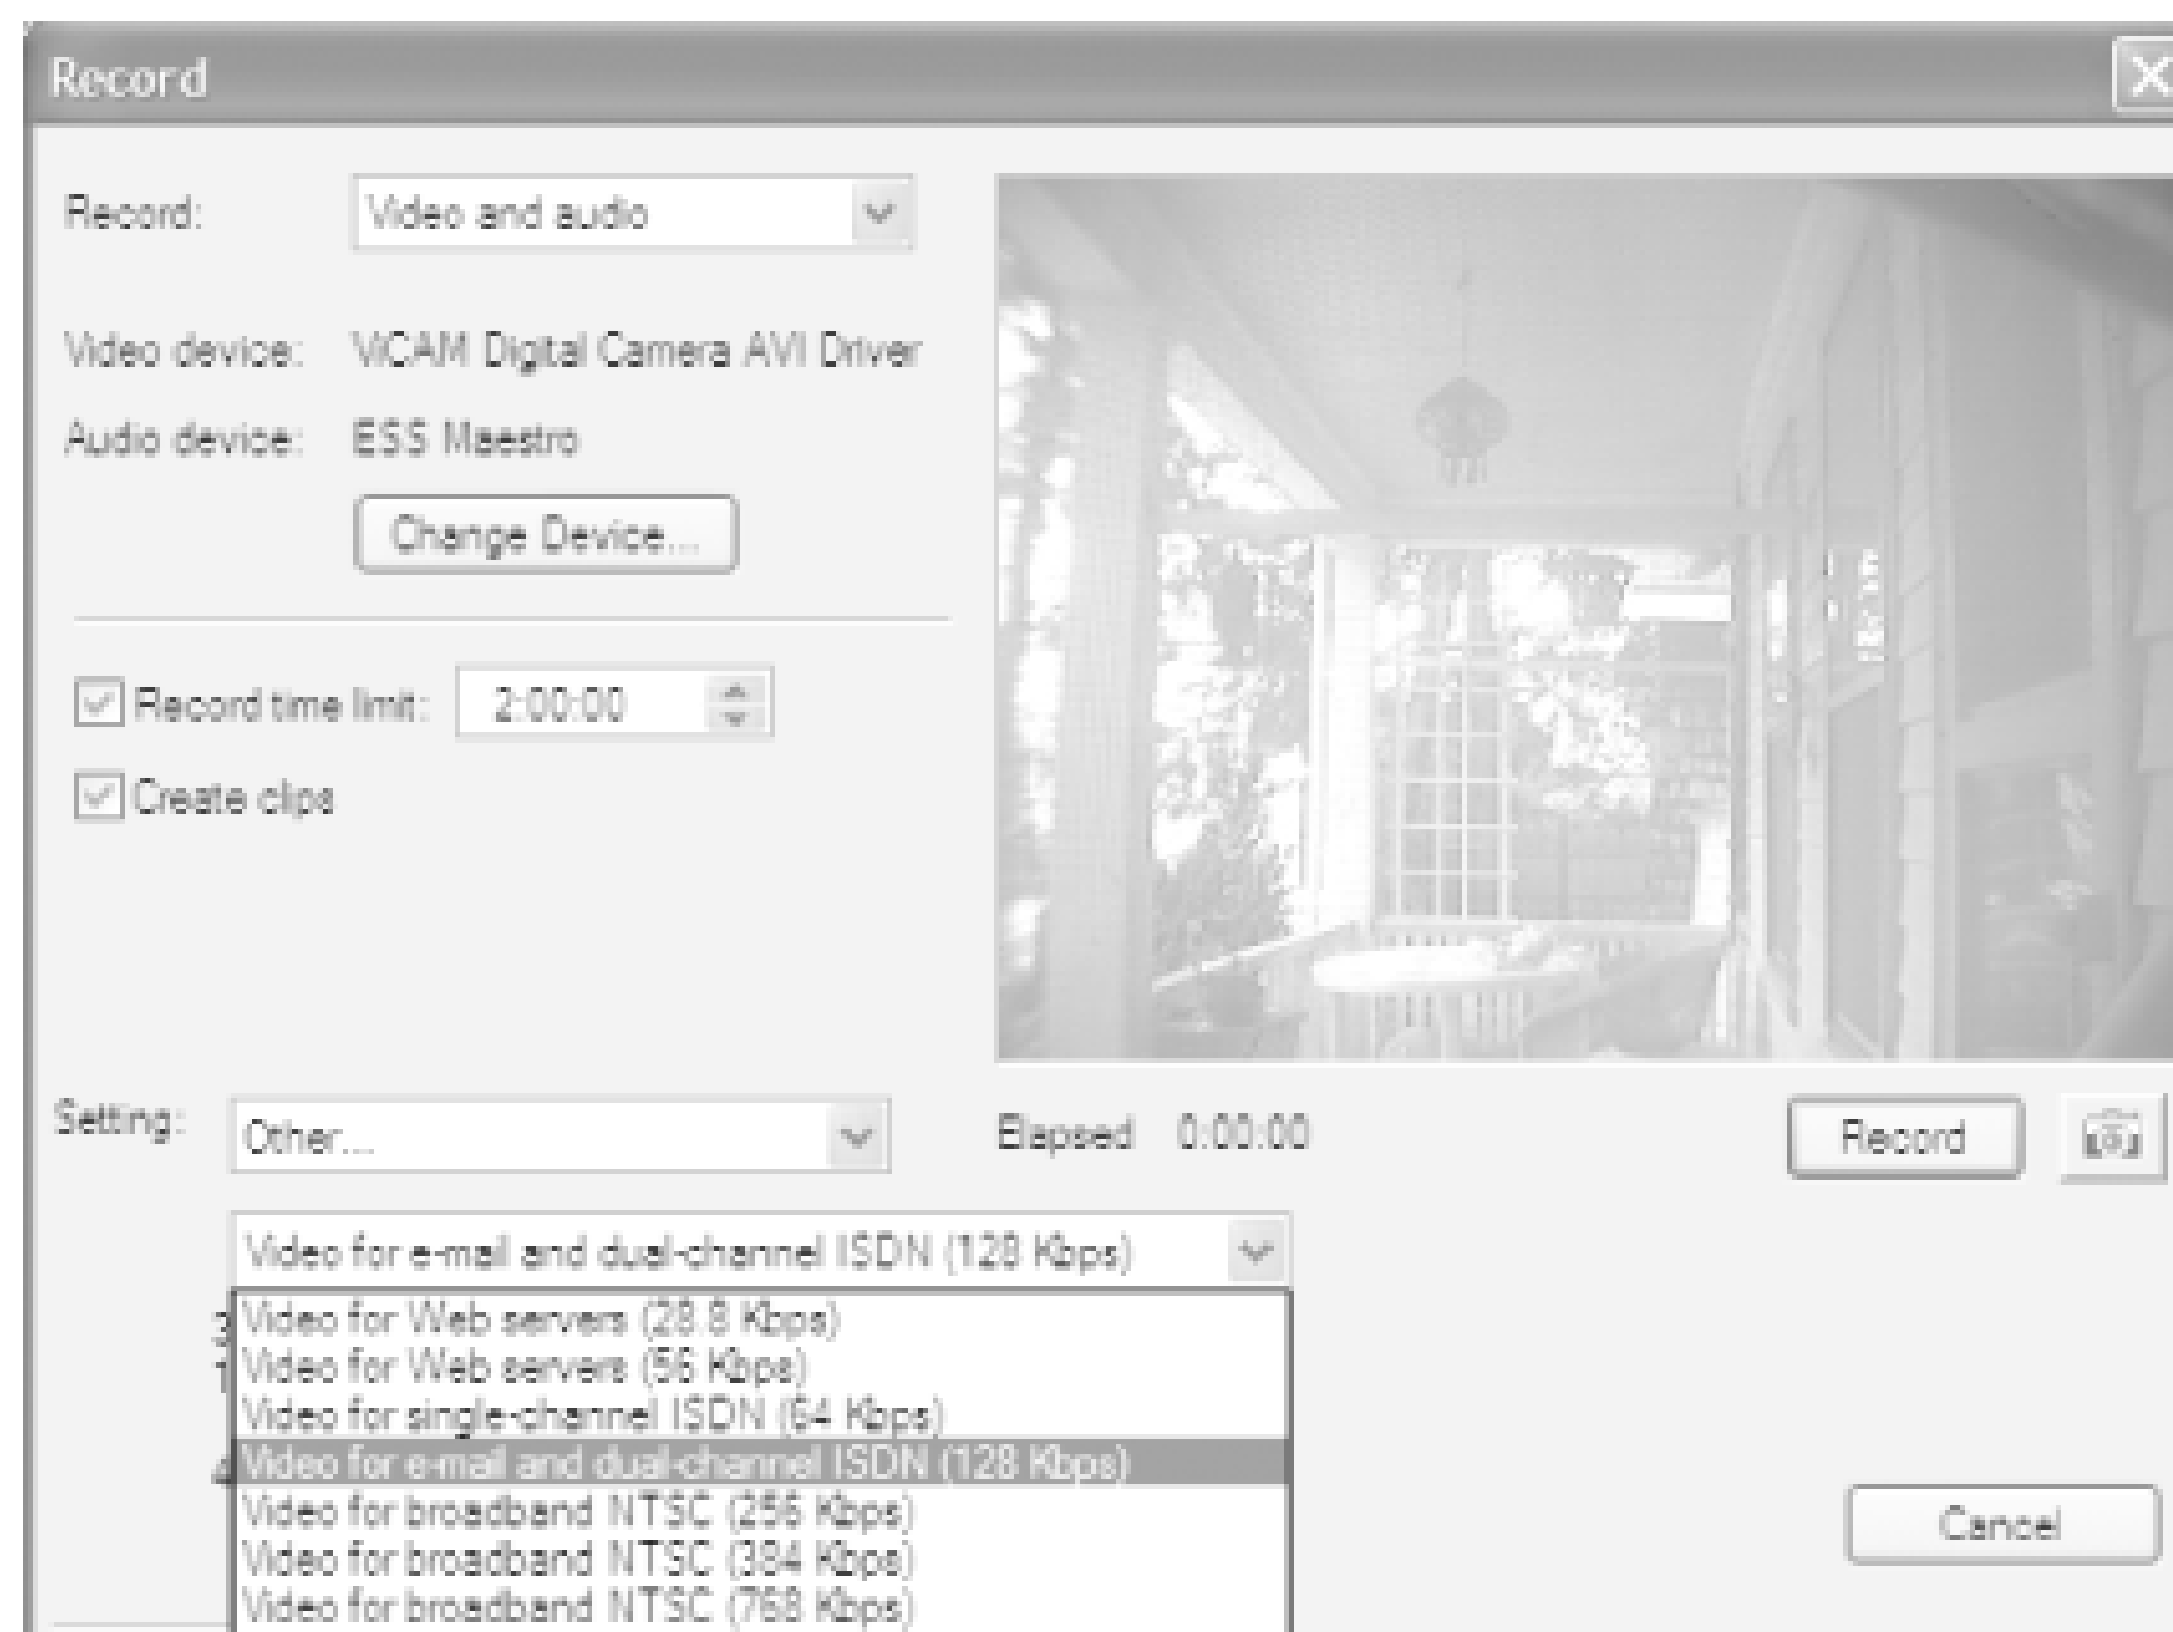 Record
Record: Video and audio
Video device: ViCAM Digital Camera AVI Driver
Audio device: ESS Maestro
Change Device...
Record time limit: 2:00:00
Create clips
Setting: Other...
Elapsed 0:00:00
Record
Video for e-mail and dual-channel ISDN (128 Kbps)
Video for Web servers (28.8 Kbps)
Video for Web servers (56 Kbps)
Video for single-channel ISDN (64 Kbps)
Video for e-mail and dual-channel ISDN (128 Kbps)
Video for broadband NTSC (256 Kbps)
Video for broadband NTSC (384 Kbps)
Video for broadband NTSC (768 Kbps)
Cancel